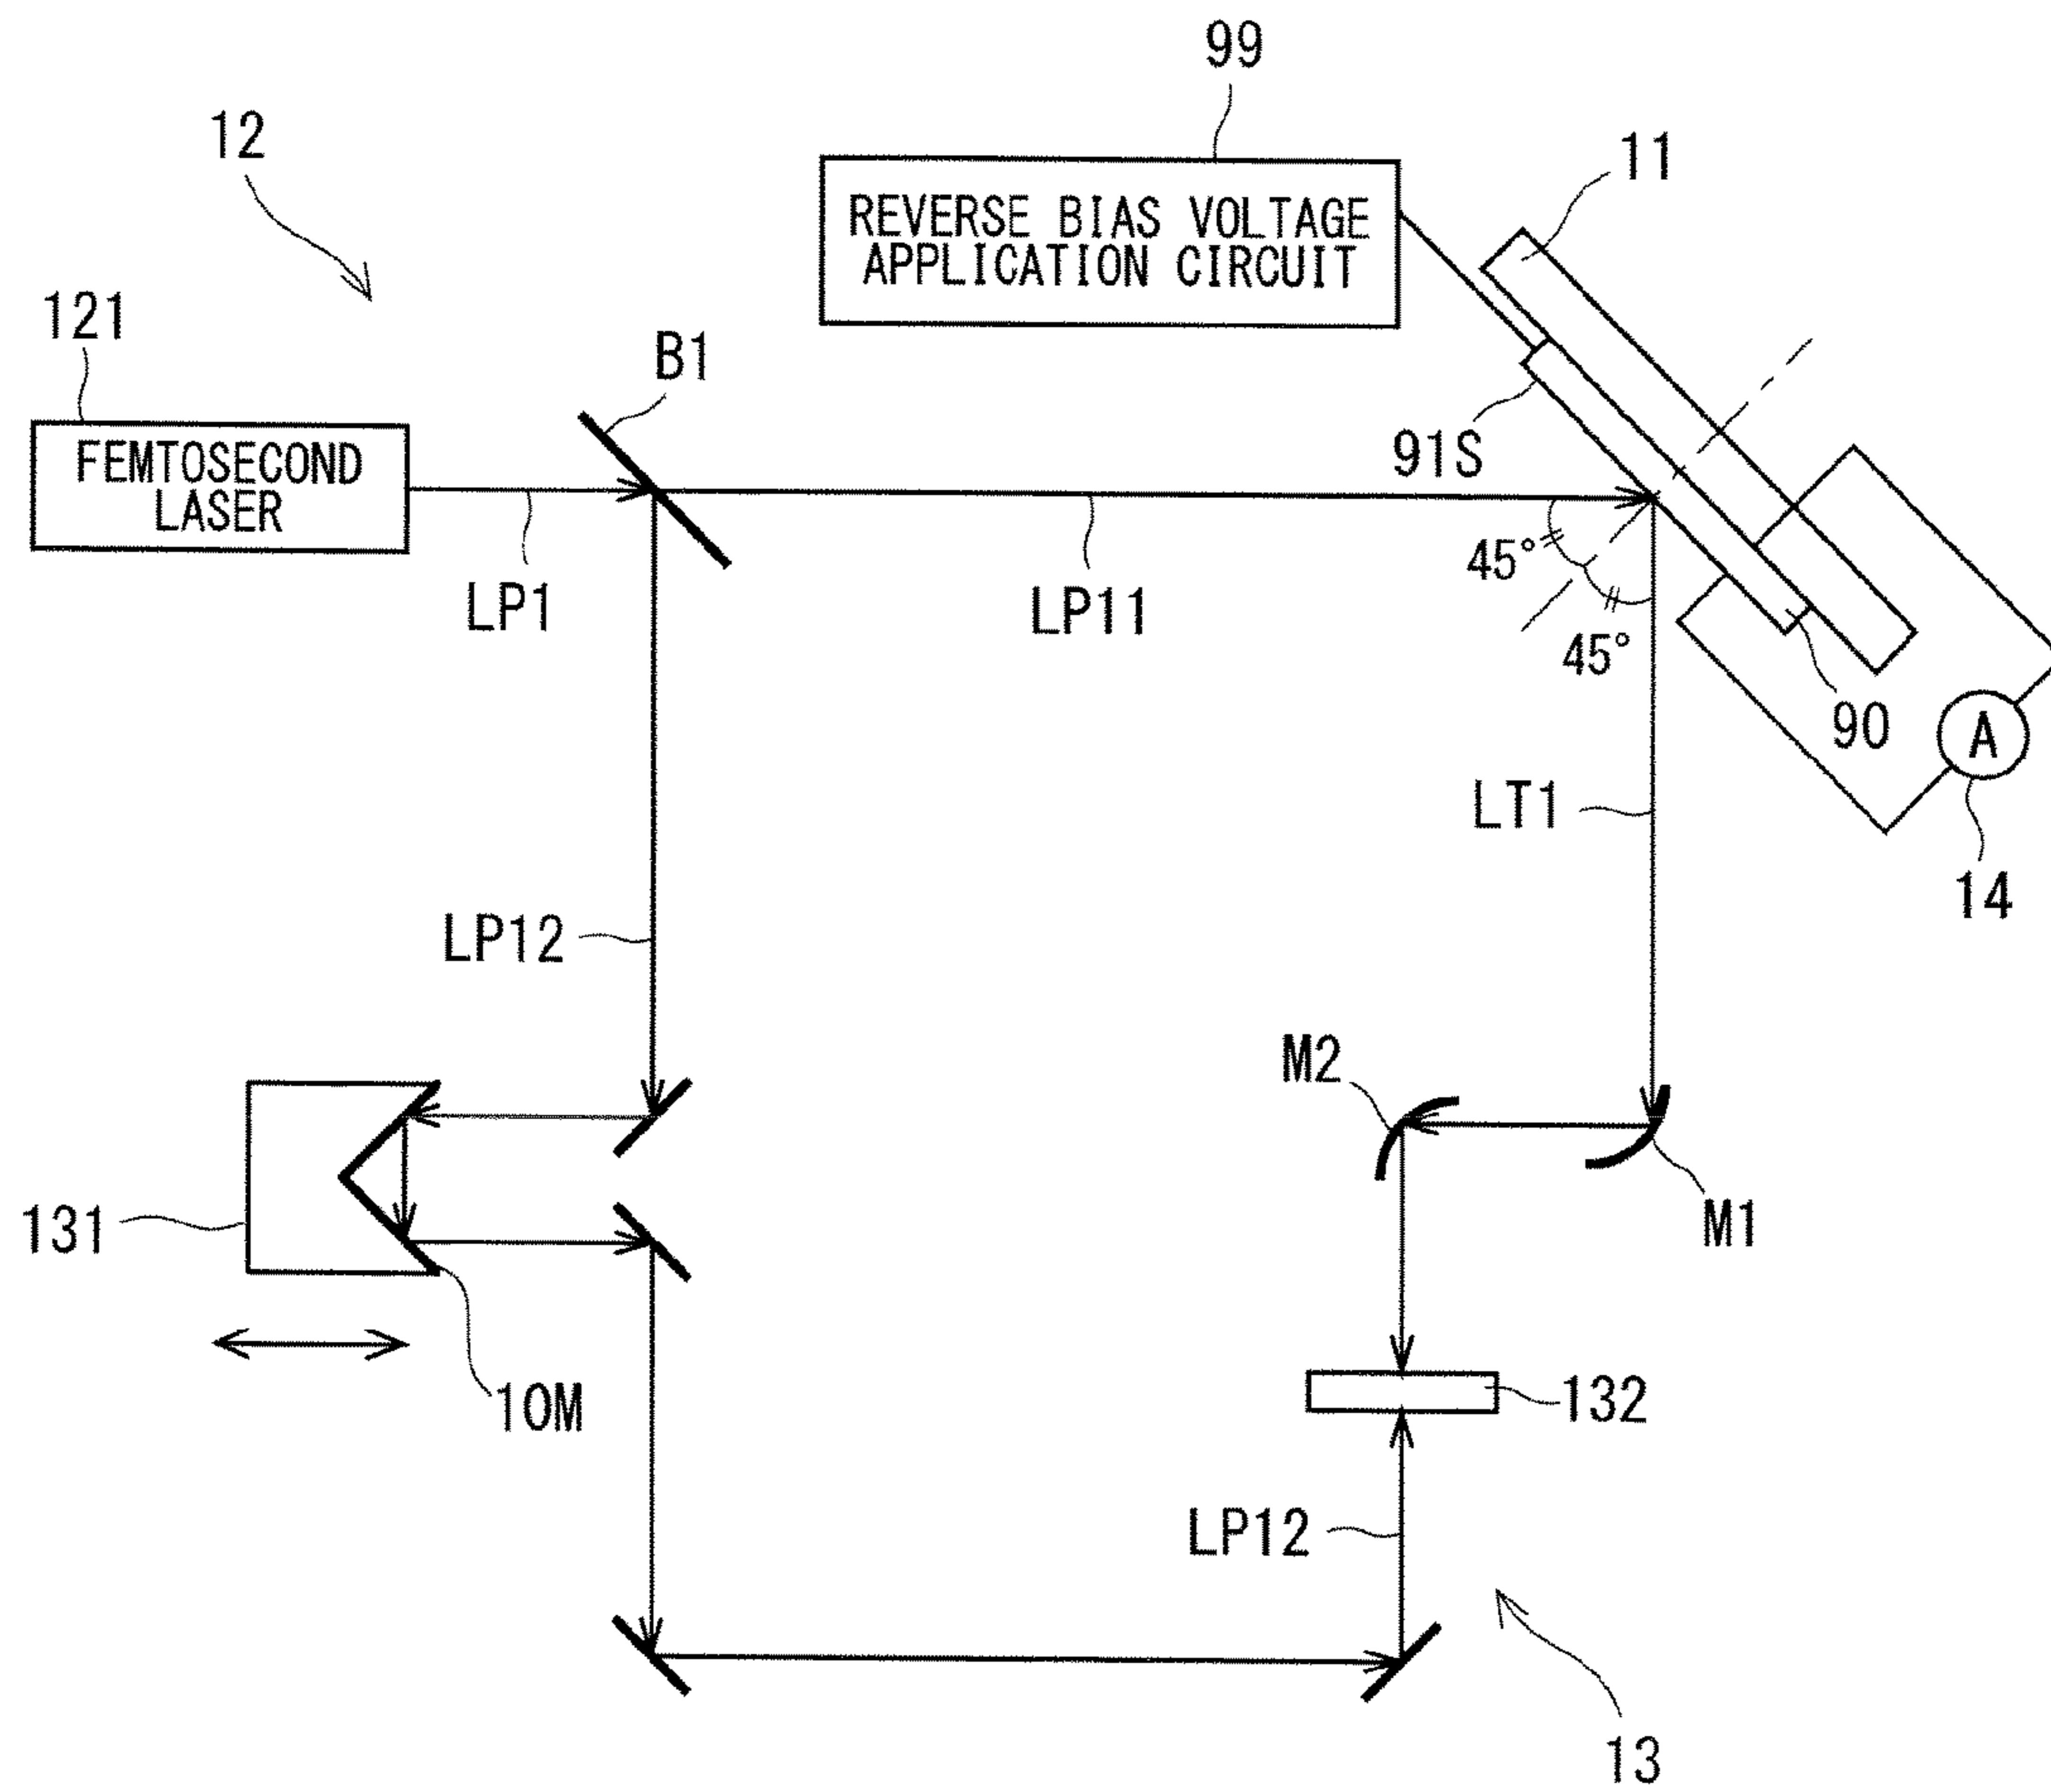 99
12
11
REVERSE BIAS VOLTAGE
APPLICATION CIRCUIT
121
B1
FEMTOSECOND
LASER
91S
LP1
LP11
45°
45°
90
A
LT1
14
LP12
M2
M1
131
10M
132
LP12
13